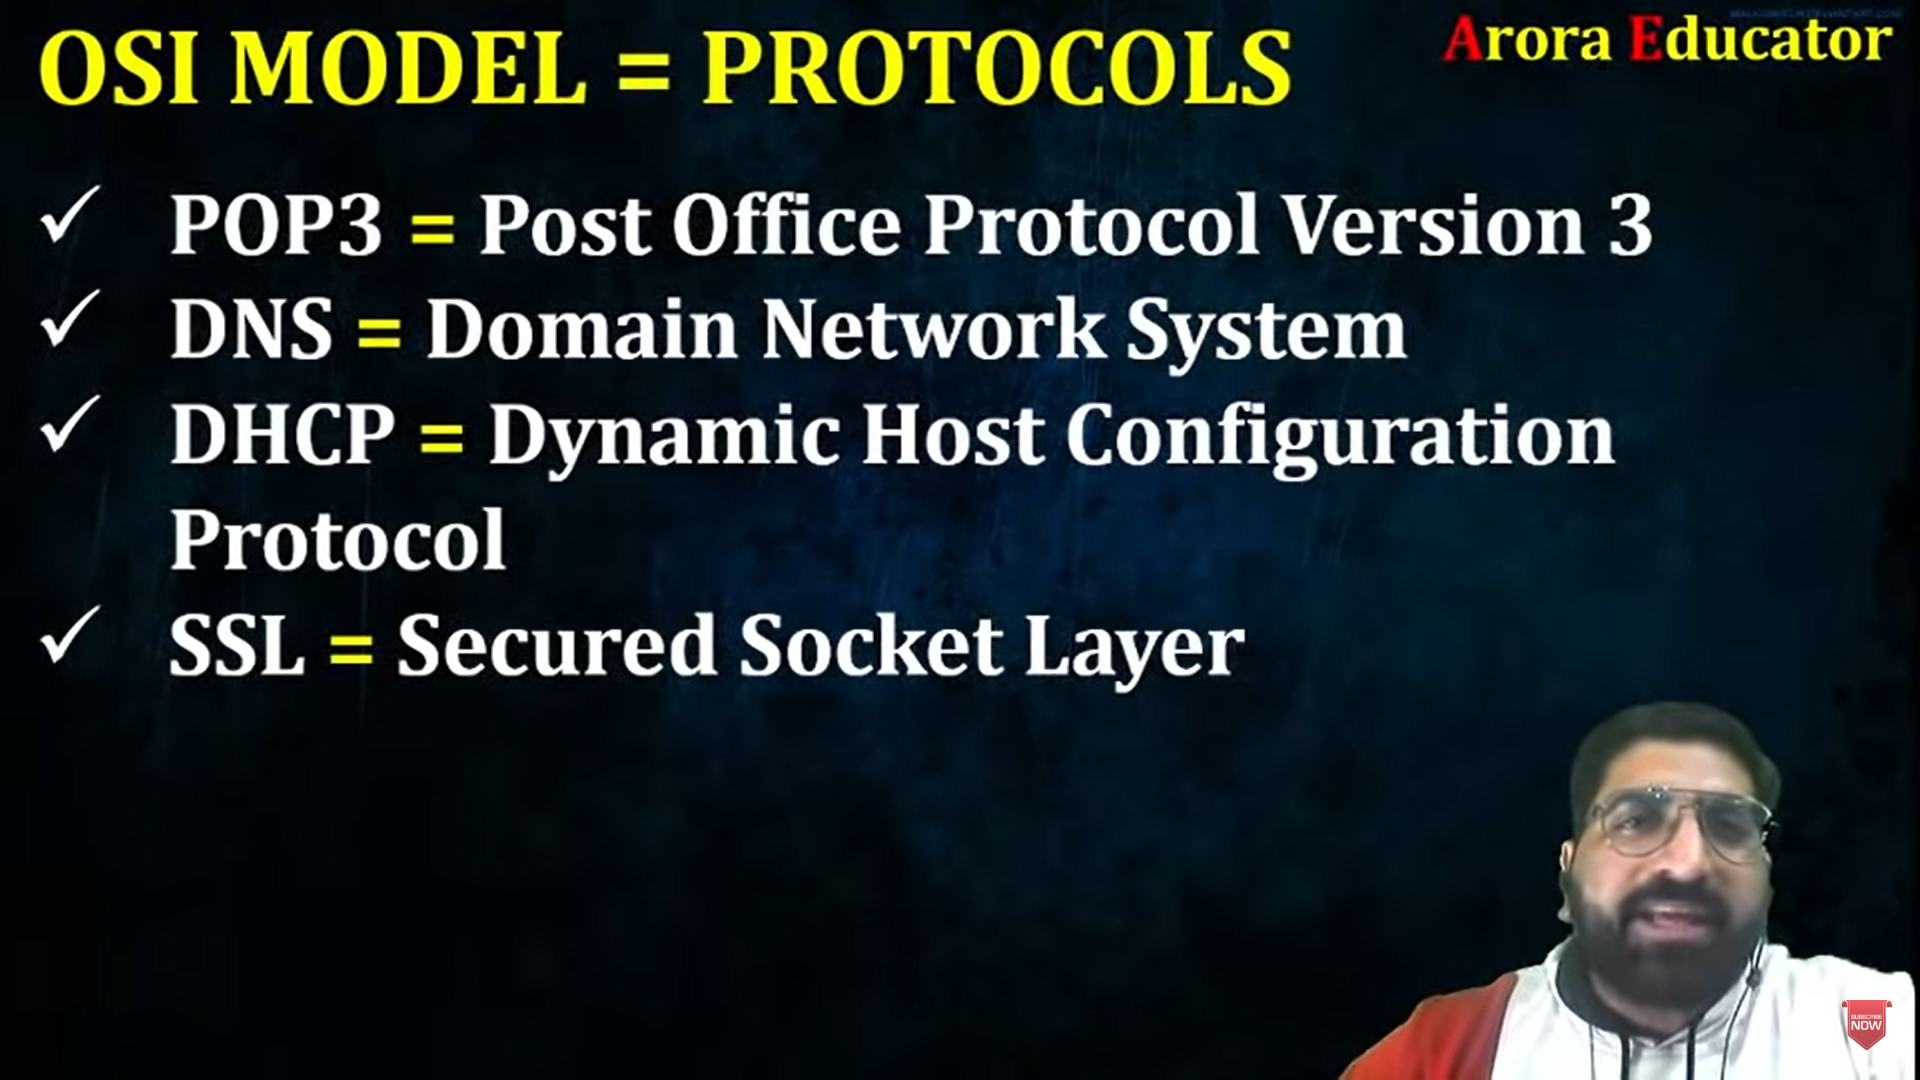 OSI MODEL = PROTOCOLS
Arora Educator
✓ POP3 = Post Office Protocol Version 3
✓ DNS = Domain Network System
✓ DHCP = Dynamic Host Configuration
Protocol
✓ SSL = Secured Socket Layer
SUBSCRIBE
NOW